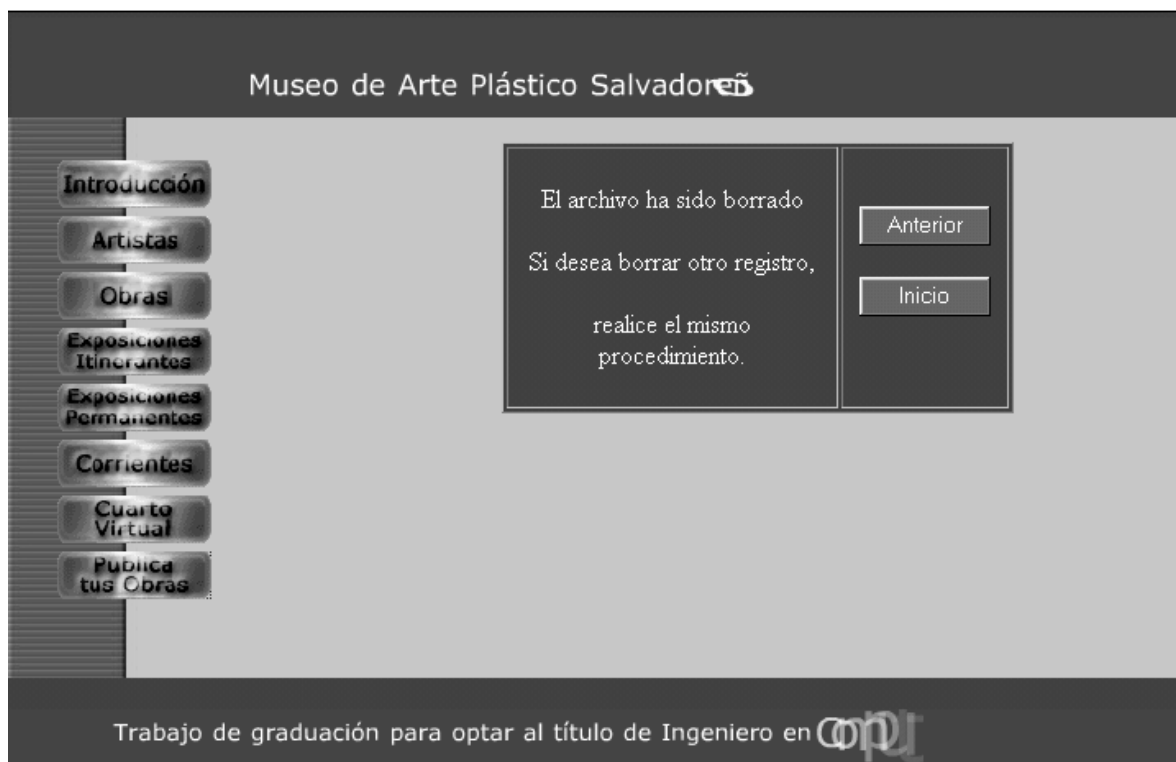 Museo de Arte Plástico Salvadoreñ
Introducción
Artistas
Obras
Exposiciones
Itinerantes
Exposiciones
Permanentes
Corrientes
Cuarto
Virtual
Publica
tus Obras
El archivo ha sido borrado
Si desea borrar otro registro,
realice el mismo
procedimiento.
Anterior
Inicio
Trabajo de graduación para optar al título de Ingeniero en